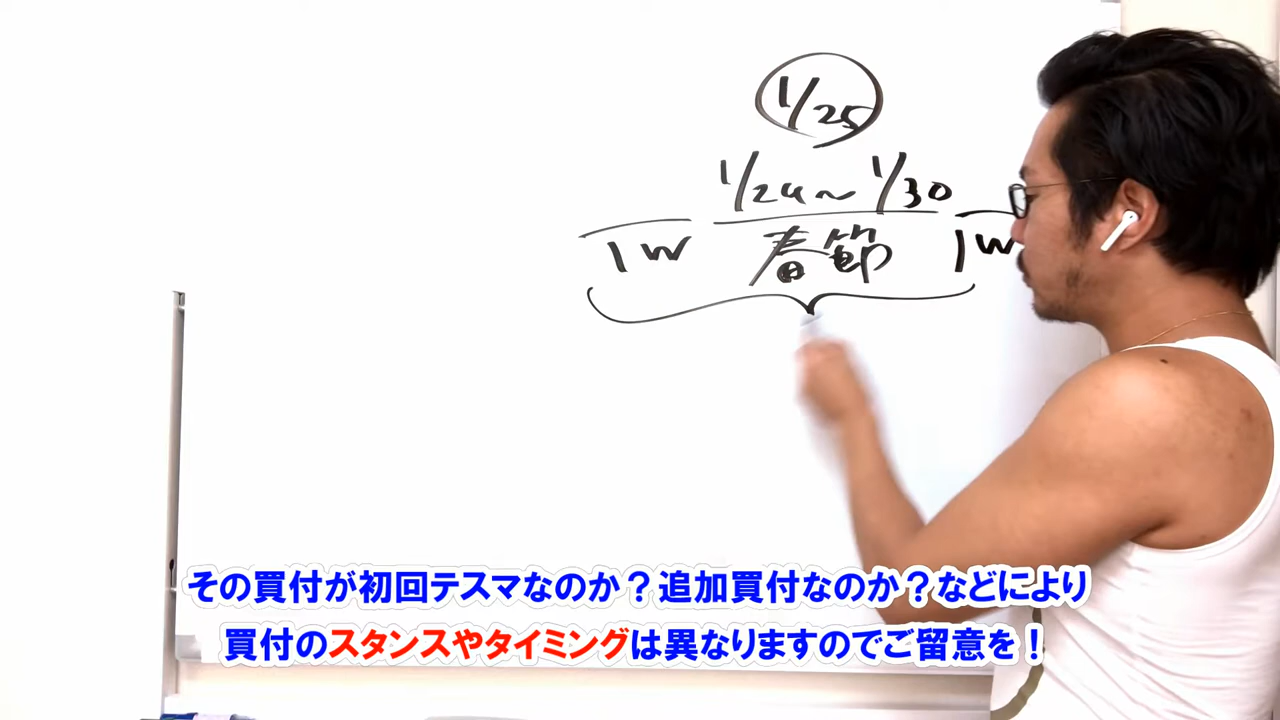 1/25
1/24～1/30
1W 春節 1W
その買付が初回テスマなのか？追加買付なのか？などにより
買付のスタンスやタイミングは異なりますのでご留意を！